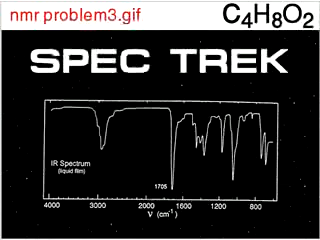 nmr problem3.gif
C4H8O2
SPEC TREK
IR Spectrum
(liquid film)
1705
4000 3000 2000 1600 1200 800
V (cm⁻¹)